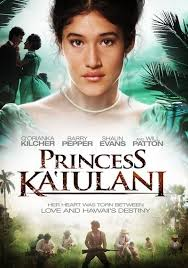 Q'ORIANKA KILCHER
BARRY PEPPER
SHAUN EVANS
AND WILL PATTON
PRINCESS
KA'IULANI
HER HEART WAS TORN BETWEEN
LOVE AND HAWAII'S DESTINY